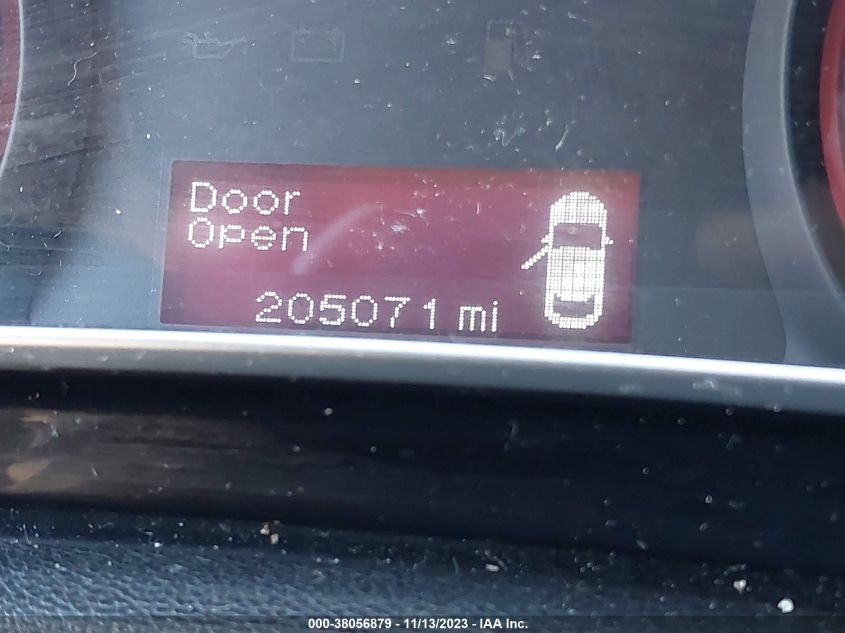 Door
Open
205071 mi
000-38056879 - 11/13/2023 - IAA Inc.